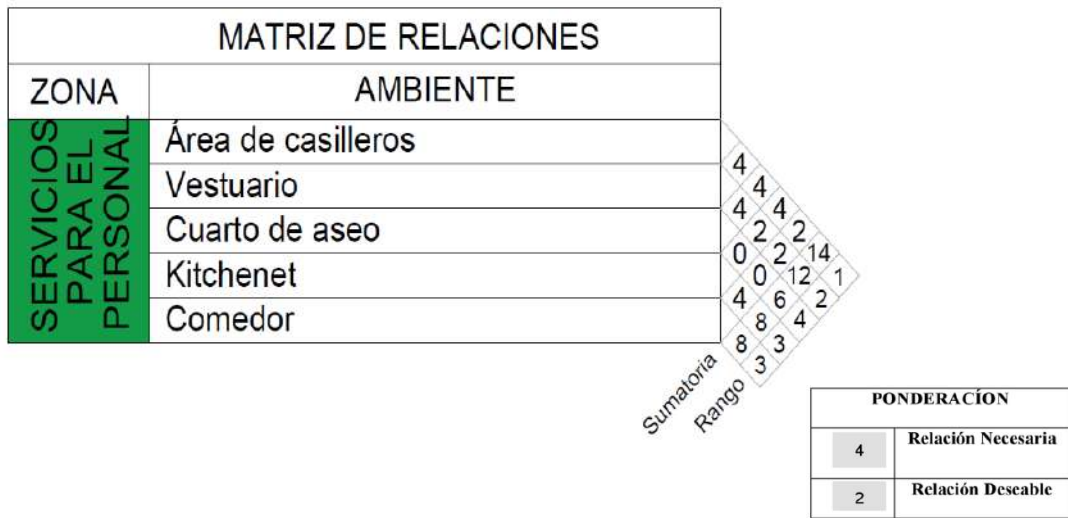 MATRIZ DE RELACIONES
ZONA AMBIENTE
SERVICIOS
PARA EL
PERSONAL
Área de casilleros
Vestuario
Cuarto de aseo
Kitchenet
Comedor
4
4
4 4
2 2
0 2 14
0 12 1
4 6 2
8 4
8 3
3
Sumatoria
Rango
PONDERACÍON
4 Relación Necesaria
2 Relación Deseable